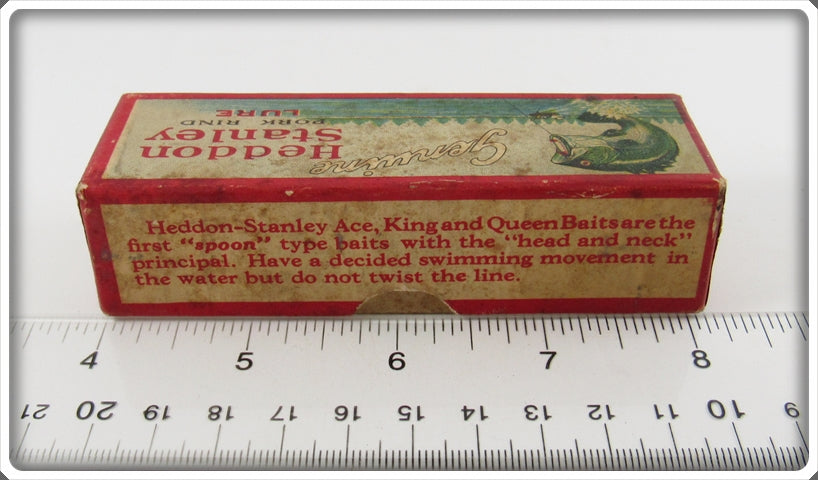 Genuine
Heddon
Stanley
PORK RIND
LURE
Heddon-Stanley Ace, King and Queen Baits are the
first "spoon" type baits with the "head and neck"
principal. Have a decided swimming movement in
the water but do not twist the line.
4 5 6 7 8
21 20 19 18 17 16 15 14 13 12 11 10 9